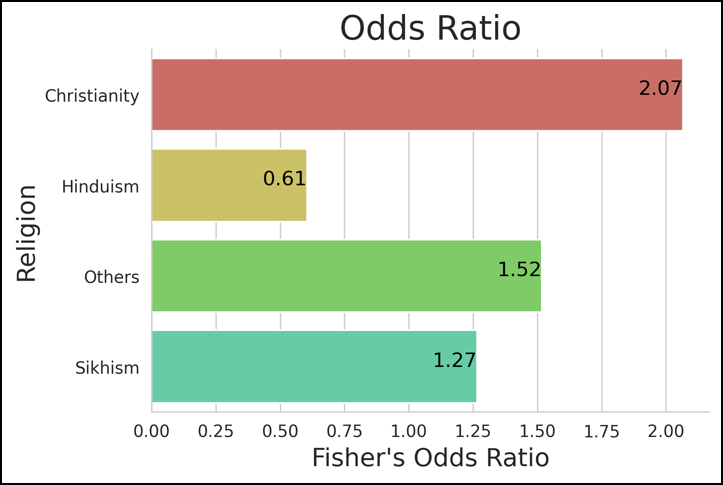 Odds Ratio
Religion
Christianity
2.07
Hinduism
0.61
Others
1.52
Sikhism
1.27
0.00 0.25 0.50 0.75 1.00 1.25 1.50 1.75 2.00
Fisher's Odds Ratio